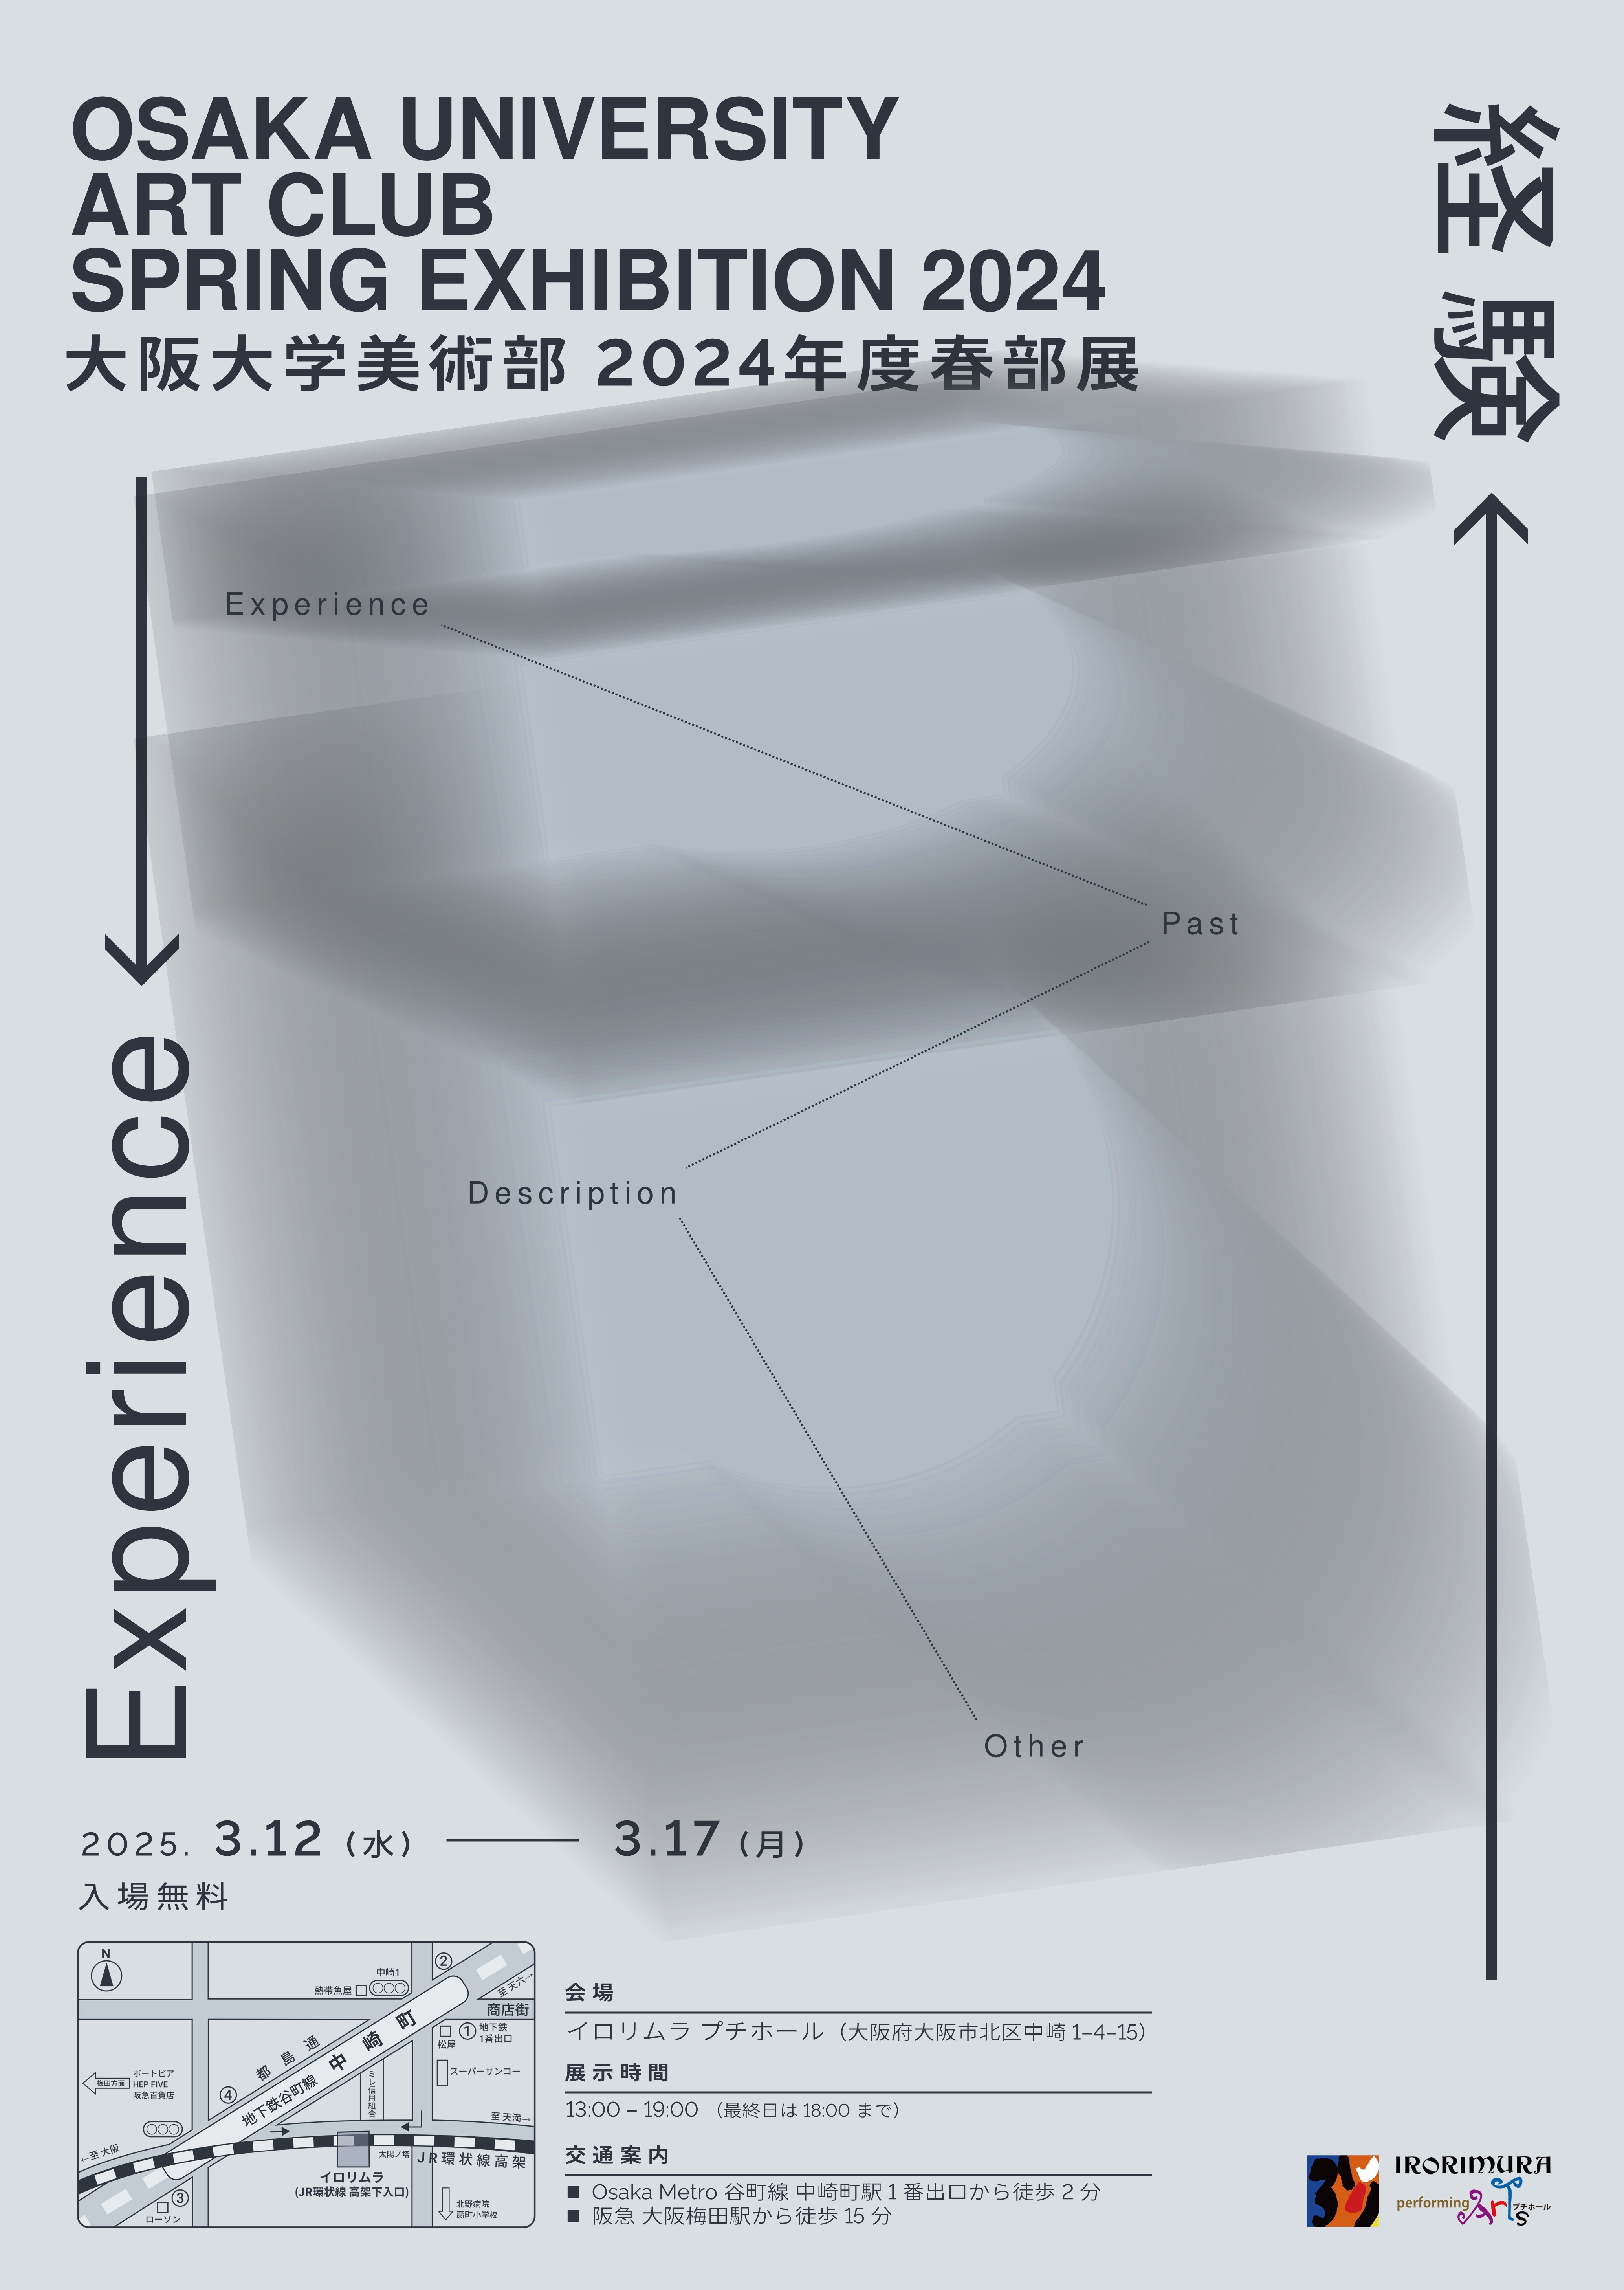 OSAKA UNIVERSITY
ART CLUB
SPRING EXHIBITION 2024
大阪大学美術部 2024年度春部展
経験
Experience
Experience
Past
Description
Other
2025. 3.12（水） 3.17（月）
入場無料
N
②
中崎1
熱帯魚屋
至 天六→
商店街
① 地下鉄
1番出口
松屋
都島通
中崎町
地下鉄谷町線
スーパーサンコー
ミレ信用組合
梅田方面
ボートピア
HEP FIVE
阪急百貨店
④
至 天満→
←至 大阪
太陽ノ塔
JR環状線高架
イロリムラ
(JR環状線 高架下入口)
③
ローソン
北野病院
扇町小学校
会場
イロリムラ プチホール（大阪府大阪市北区中崎 1–4–15）
展示時間
13:00 – 19:00 （最終日は 18:00 まで）
交通案内
■ Osaka Metro 谷町線 中崎町駅 1 番出口から徒歩 2 分
■ 阪急 大阪梅田駅から徒歩 15 分
IRORIMURA
performing Arts プチホール